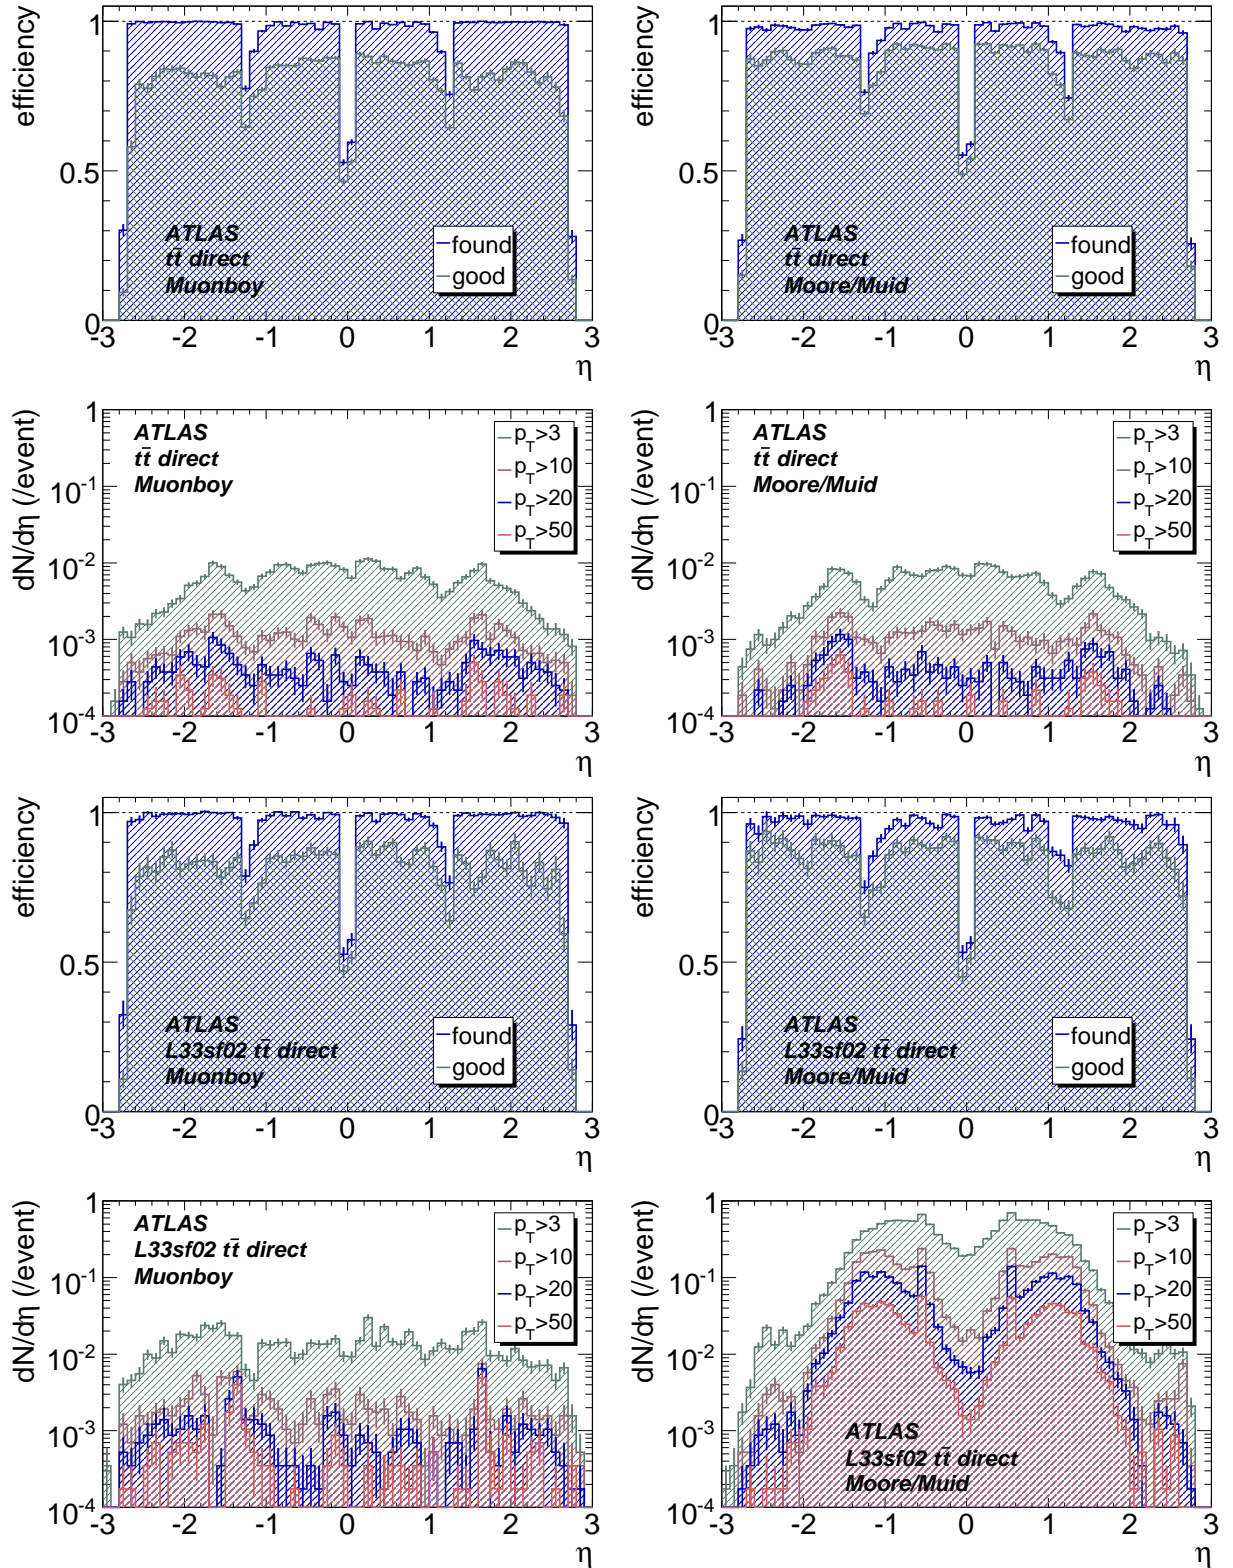 efficiency
1
0.5
0
ATLAS
tt̄ direct
Muonboy
found
good
-3 -2 -1 0 1 2 3
η
efficiency
1
0.5
0
ATLAS
tt̄ direct
Moore/Muid
found
good
-3 -2 -1 0 1 2 3
η
dN/dη (/event)
1
10⁻¹
10⁻²
10⁻³
10⁻⁴
ATLAS
tt̄ direct
Muonboy
p_T>3
p_T>10
p_T>20
p_T>50
-3 -2 -1 0 1 2 3
η
dN/dη (/event)
1
10⁻¹
10⁻²
10⁻³
10⁻⁴
ATLAS
tt̄ direct
Moore/Muid
p_T>3
p_T>10
p_T>20
p_T>50
-3 -2 -1 0 1 2 3
η
efficiency
1
0.5
0
ATLAS
L33sf02 tt̄ direct
Muonboy
found
good
-3 -2 -1 0 1 2 3
η
efficiency
1
0.5
0
ATLAS
L33sf02 tt̄ direct
Moore/Muid
found
good
-3 -2 -1 0 1 2 3
η
dN/dη (/event)
1
10⁻¹
10⁻²
10⁻³
10⁻⁴
ATLAS
L33sf02 tt̄ direct
Muonboy
p_T>3
p_T>10
p_T>20
p_T>50
-3 -2 -1 0 1 2 3
η
dN/dη (/event)
1
10⁻¹
10⁻²
10⁻³
10⁻⁴
p_T>3
p_T>10
p_T>20
p_T>50
ATLAS
L33sf02 tt̄ direct
Moore/Muid
-3 -2 -1 0 1 2 3
η